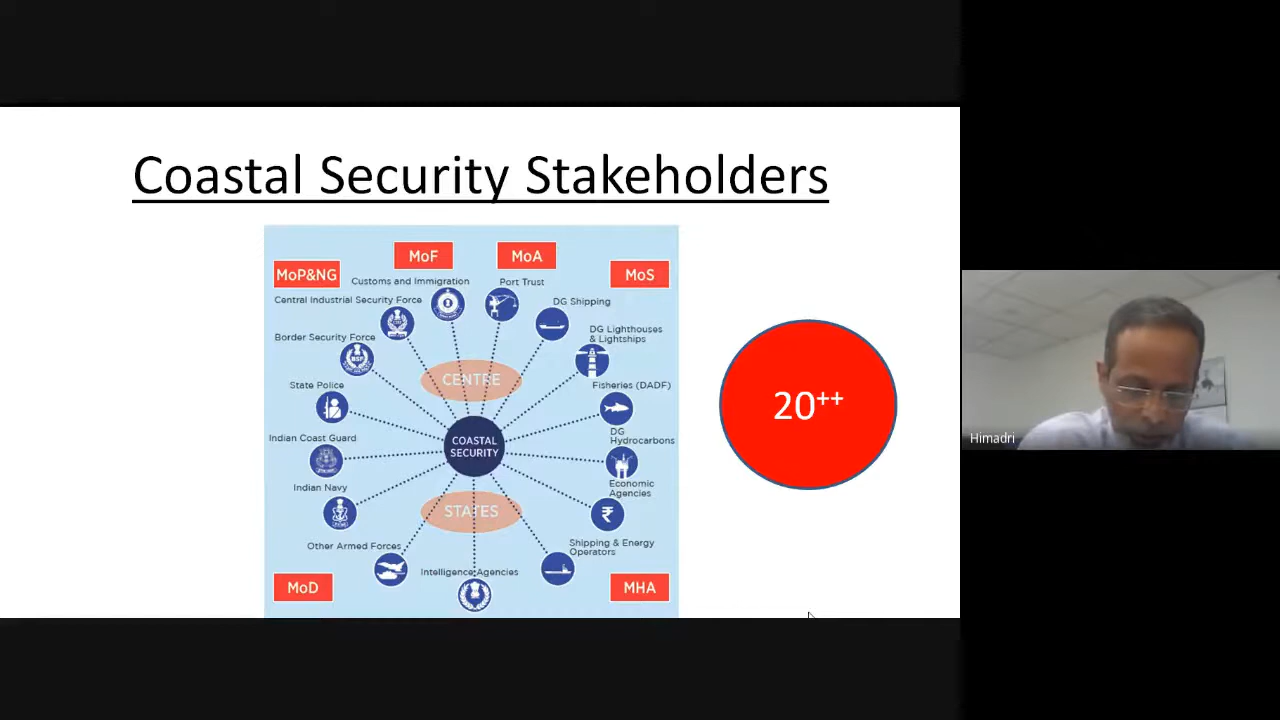 Coastal Security Stakeholders
MoF
MoA
MoP&NG
MoS
Customs and Immigration
Port Trust
Central Industrial Security Force
DG Shipping
Border Security Force
DG Lighthouses
& Lightships
CENTRE
State Police
Fisheries (DADF)
20++
Indian Coast Guard
COASTAL
SECURITY
DG
Hydrocarbons
Himadri
Indian Navy
Economic
Agencies
STATES
Other Armed Forces
Shipping & Energy
Operators
Intelligence Agencies
MoD
MHA
BSF
₹